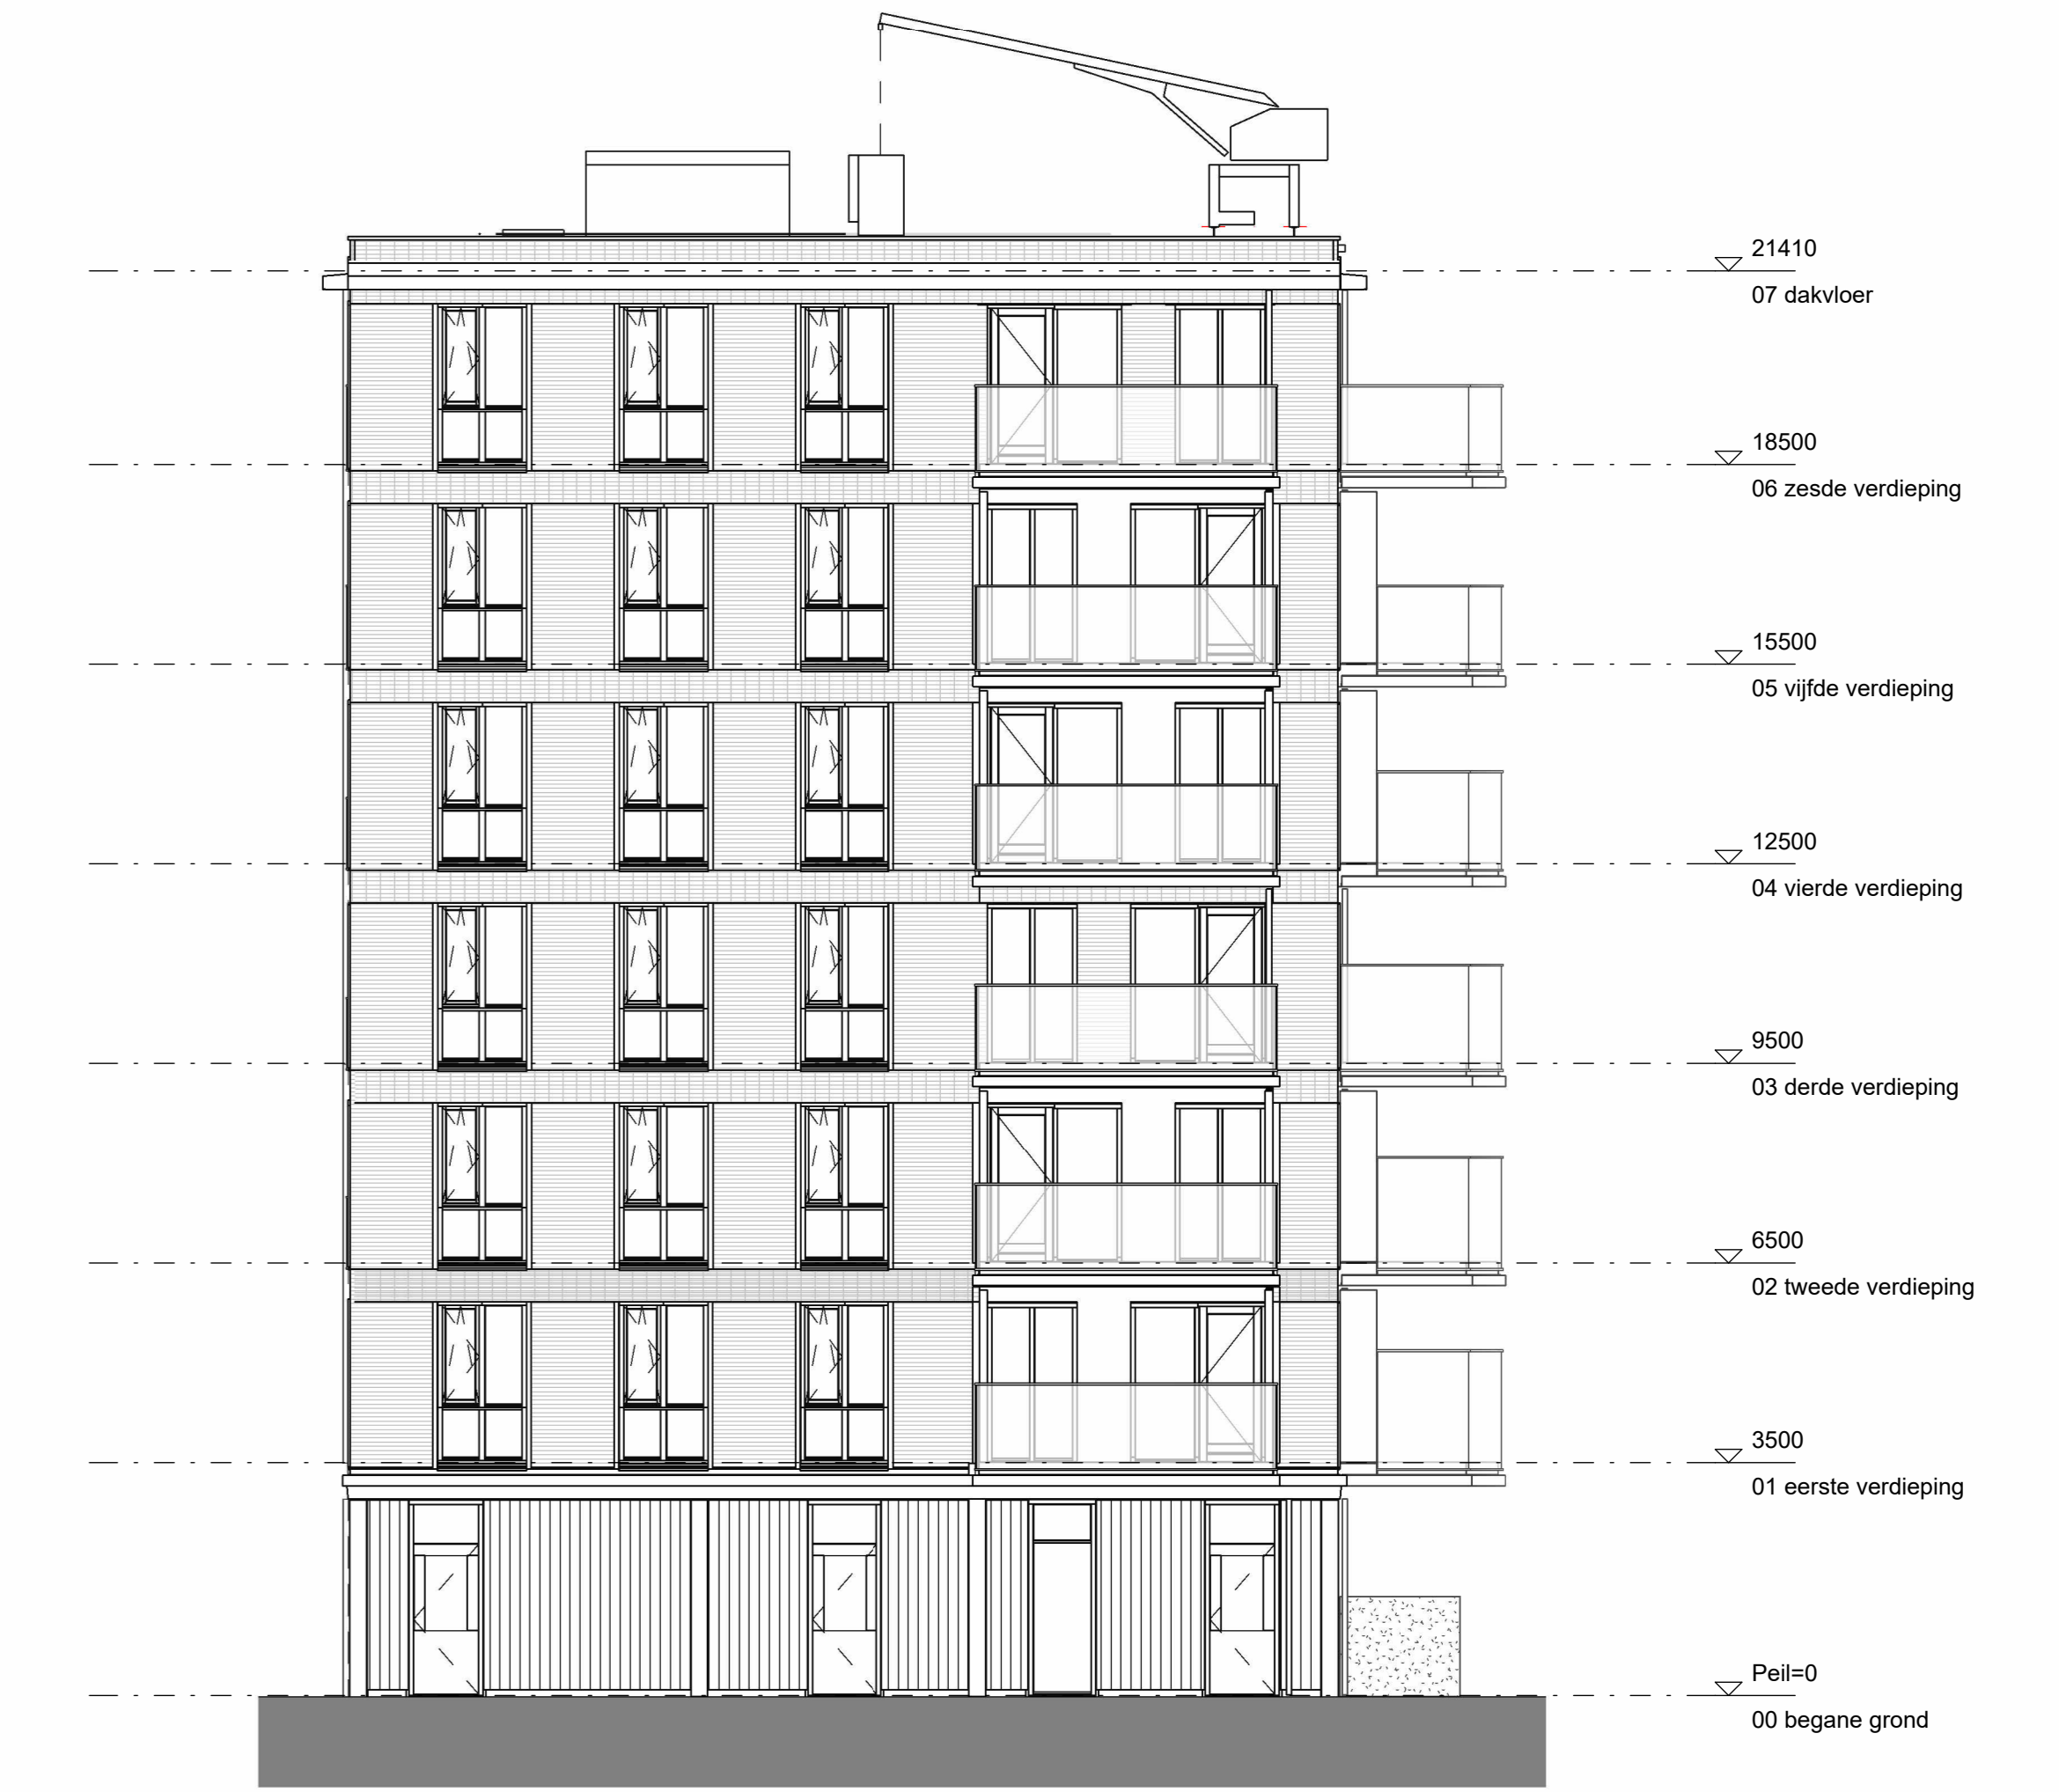 21410
07 dakvloer
18500
06 zesde verdieping
15500
05 vijfde verdieping
12500
04 vierde verdieping
9500
03 derde verdieping
6500
02 tweede verdieping
3500
01 eerste verdieping
Peil=0
00 begane grond